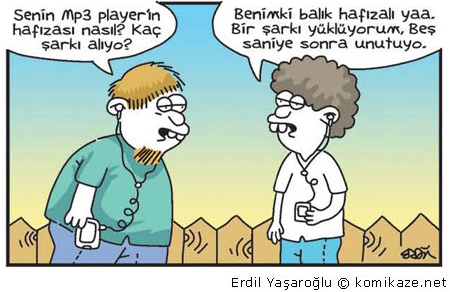 Senin Mp3 player'in
hafızası nasıl? Kaç
şarkı alıyo?
Benimki balık hafızalı yaa.
Bir şarkı yüklüyorum, Beş
saniye sonra unutuyo.
Erdil Yaşaroğlu © komikaze.net